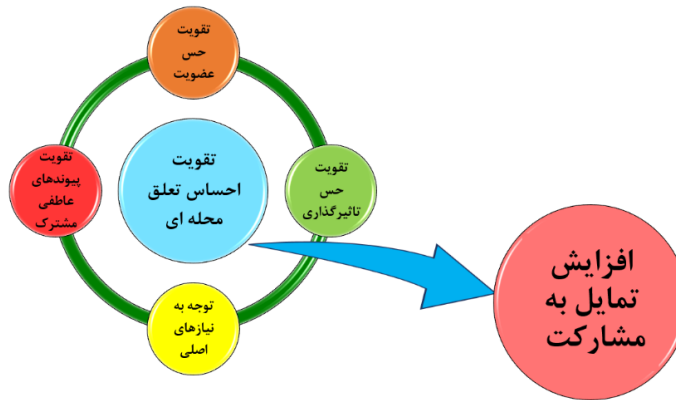 تقویت
حس
عضویت
تقویت
حس
تاثیرگذاری
تقویت
احساس تعلق
محله ای
تقویت
پیوندهای
عاطفی
مشترک
توجه به
نیازهای
اصلی
افزایش
تمایل به
مشارکت